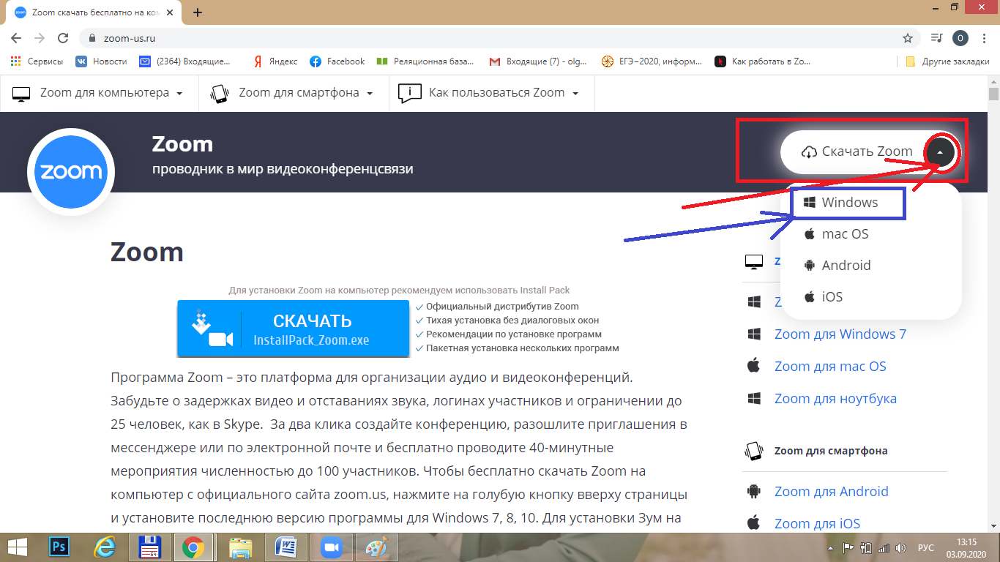 Zoom скачать бесплатно на ком
zoom-us.ru
O
Сервисы
Новости
(2364) Входящие...
Яндекс
Facebook
Реляционная база...
Входящие (7) - olg...
ЕГЭ−2020, информ...
Как работать в Zo...
Другие закладки
Zoom для компьютера
Zoom для смартфона
Как пользоваться Zoom
zoom
Zoom
проводник в мир видеоконференцсвязи
Скачать Zoom
Windows
mac OS
Android
iOS
Zoom
Для установки Zoom на компьютер рекомендуем использовать Install Pack
СКАЧАТЬ
InstallPack_Zoom.exe
Официальный дистрибутив Zoom
Тихая установка без диалоговых окон
Рекомендации по установке программ
Пакетная установка нескольких программ
Программа Zoom – это платформа для организации аудио и видеоконференций.
Забудьте о задержках видео и отставаниях звука, логинах участников и ограничении до
25 человек, как в Skype. За два клика создайте конференцию, разошлите приглашения в
мессенджере или по электронной почте и бесплатно проводите 40-минутные
мероприятия численностью до 100 участников. Чтобы бесплатно скачать Zoom на
компьютер с официального сайта zoom.us, нажмите на голубую кнопку вверху страницы
и установите последнюю версию программы для Windows 7, 8, 10. Для установки Зум на
Z
Z
Zoom для Windows 7
Zoom для mac OS
Zoom для ноутбука
Zoom для смартфона
Zoom для Android
Zoom для iOS
Ps
64
РУС
13:15
03.09.2020